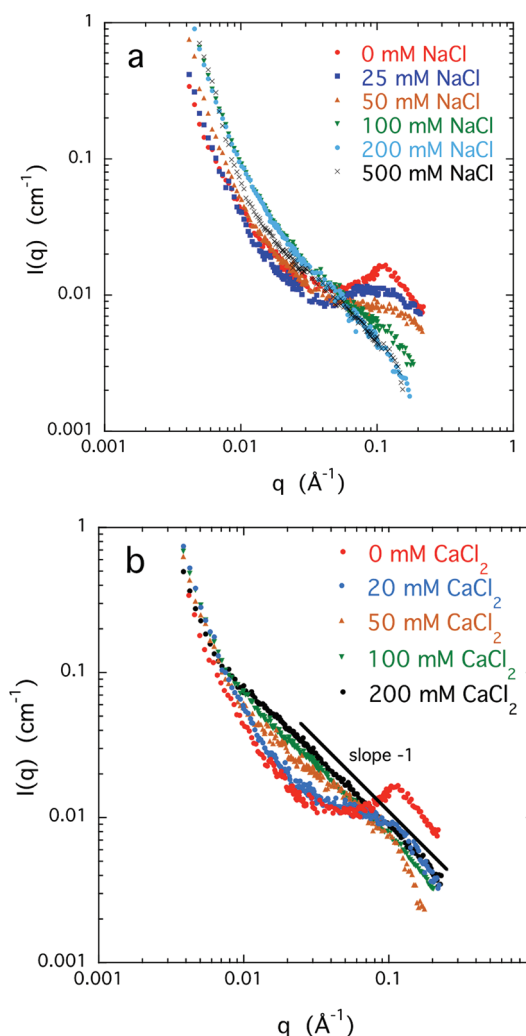 a
1
0.1
0.01
0.001
I(q) (cm⁻¹)
0 mM NaCl
25 mM NaCl
50 mM NaCl
100 mM NaCl
200 mM NaCl
500 mM NaCl
0.001 0.01 0.1 1
q (Å⁻¹)
b
1
0.1
0.01
0.001
I(q) (cm⁻¹)
0 mM CaCl₂
20 mM CaCl₂
50 mM CaCl₂
100 mM CaCl₂
200 mM CaCl₂
slope -1
0.001 0.01 0.1
q (Å⁻¹)